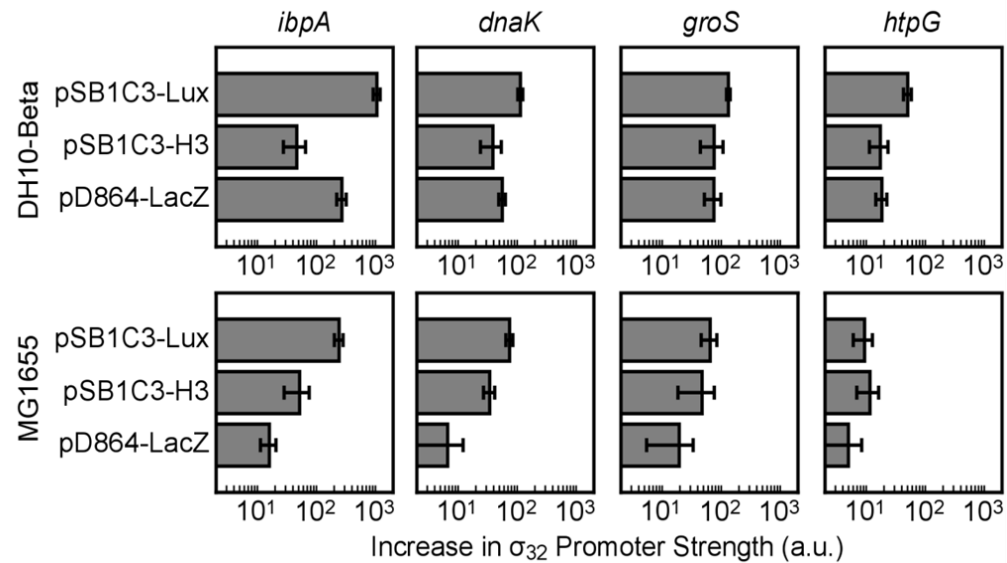 ibpA dnaK groS htpG
DH10-Beta
pSB1C3-Lux
pSB1C3-H3
pD864-LacZ
10¹ 10² 10³ 10¹ 10² 10³ 10¹ 10² 10³ 10¹ 10² 10³
MG1655
pSB1C3-Lux
pSB1C3-H3
pD864-LacZ
10¹ 10² 10³ 10¹ 10² 10³ 10¹ 10² 10³ 10¹ 10² 10³
Increase in σ₃₂ Promoter Strength (a.u.)